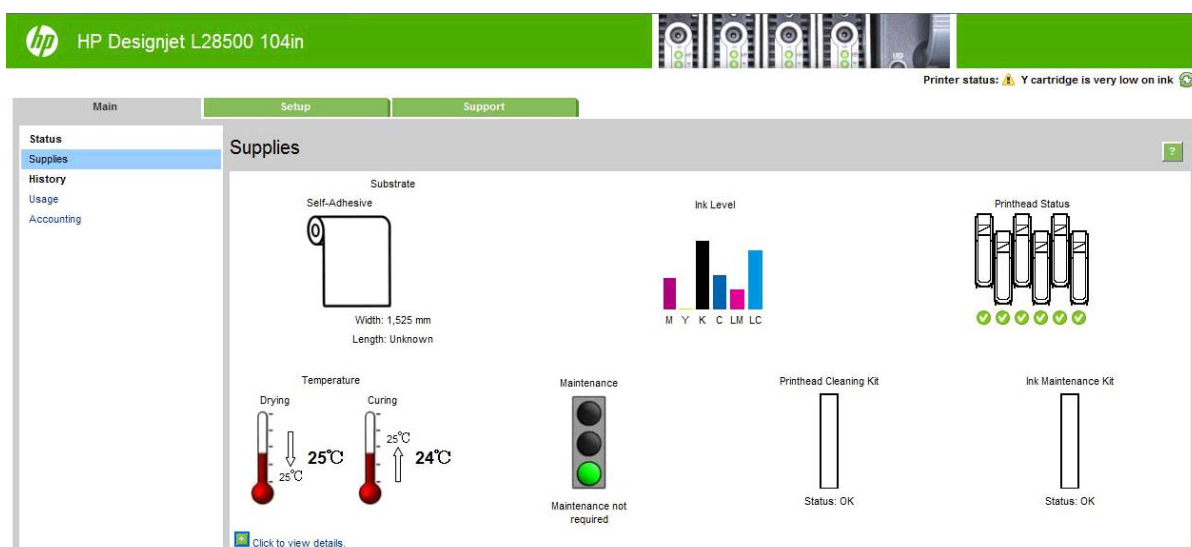 hp HP Designjet L28500 104in
Printer status: Y cartridge is very low on ink
Main Setup Support
Status
Supplies
History
Usage
Accounting
Supplies
?
Substrate
Self-Adhesive
Width: 1,525 mm
Length: Unknown
Ink Level
M Y K C LM LC
Printhead Status
Temperature
Drying
25°C
25°C
Curing
25°C
24°C
Maintenance
Maintenance not
required
Printhead Cleaning Kit
Status: OK
Ink Maintenance Kit
Status: OK
Click to view details.